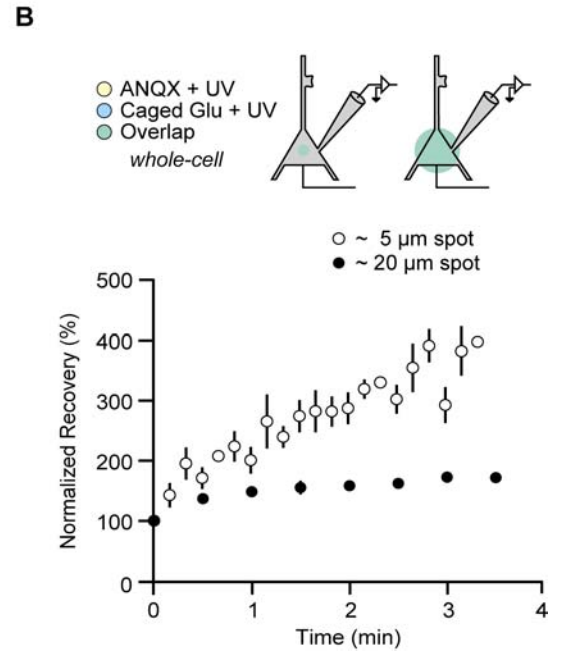 B
ANQX + UV
Caged Glu + UV
Overlap
whole-cell
~ 5 µm spot
~ 20 µm spot
Normalized Recovery (%)
500
400
300
200
100
0
0 1 2 3 4
Time (min)